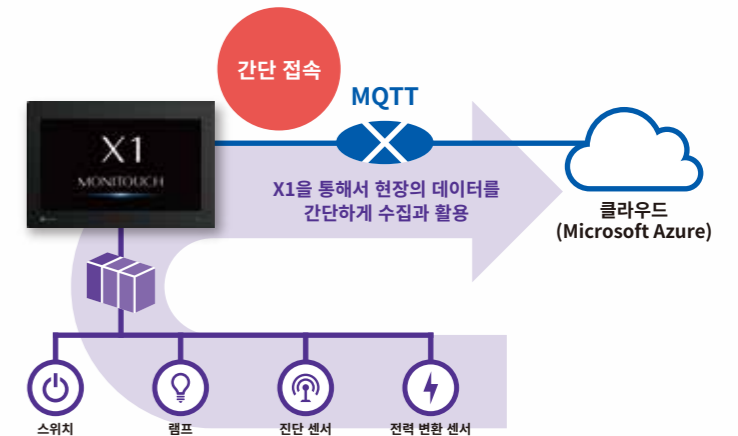 간단 접속
MQTT
X1
MONITOUCH
X1을 통해서 현장의 데이터를
간단하게 수집과 활용
클라우드
(Microsoft Azure)
스위치
램프
진단 센서
전력 변환 센서